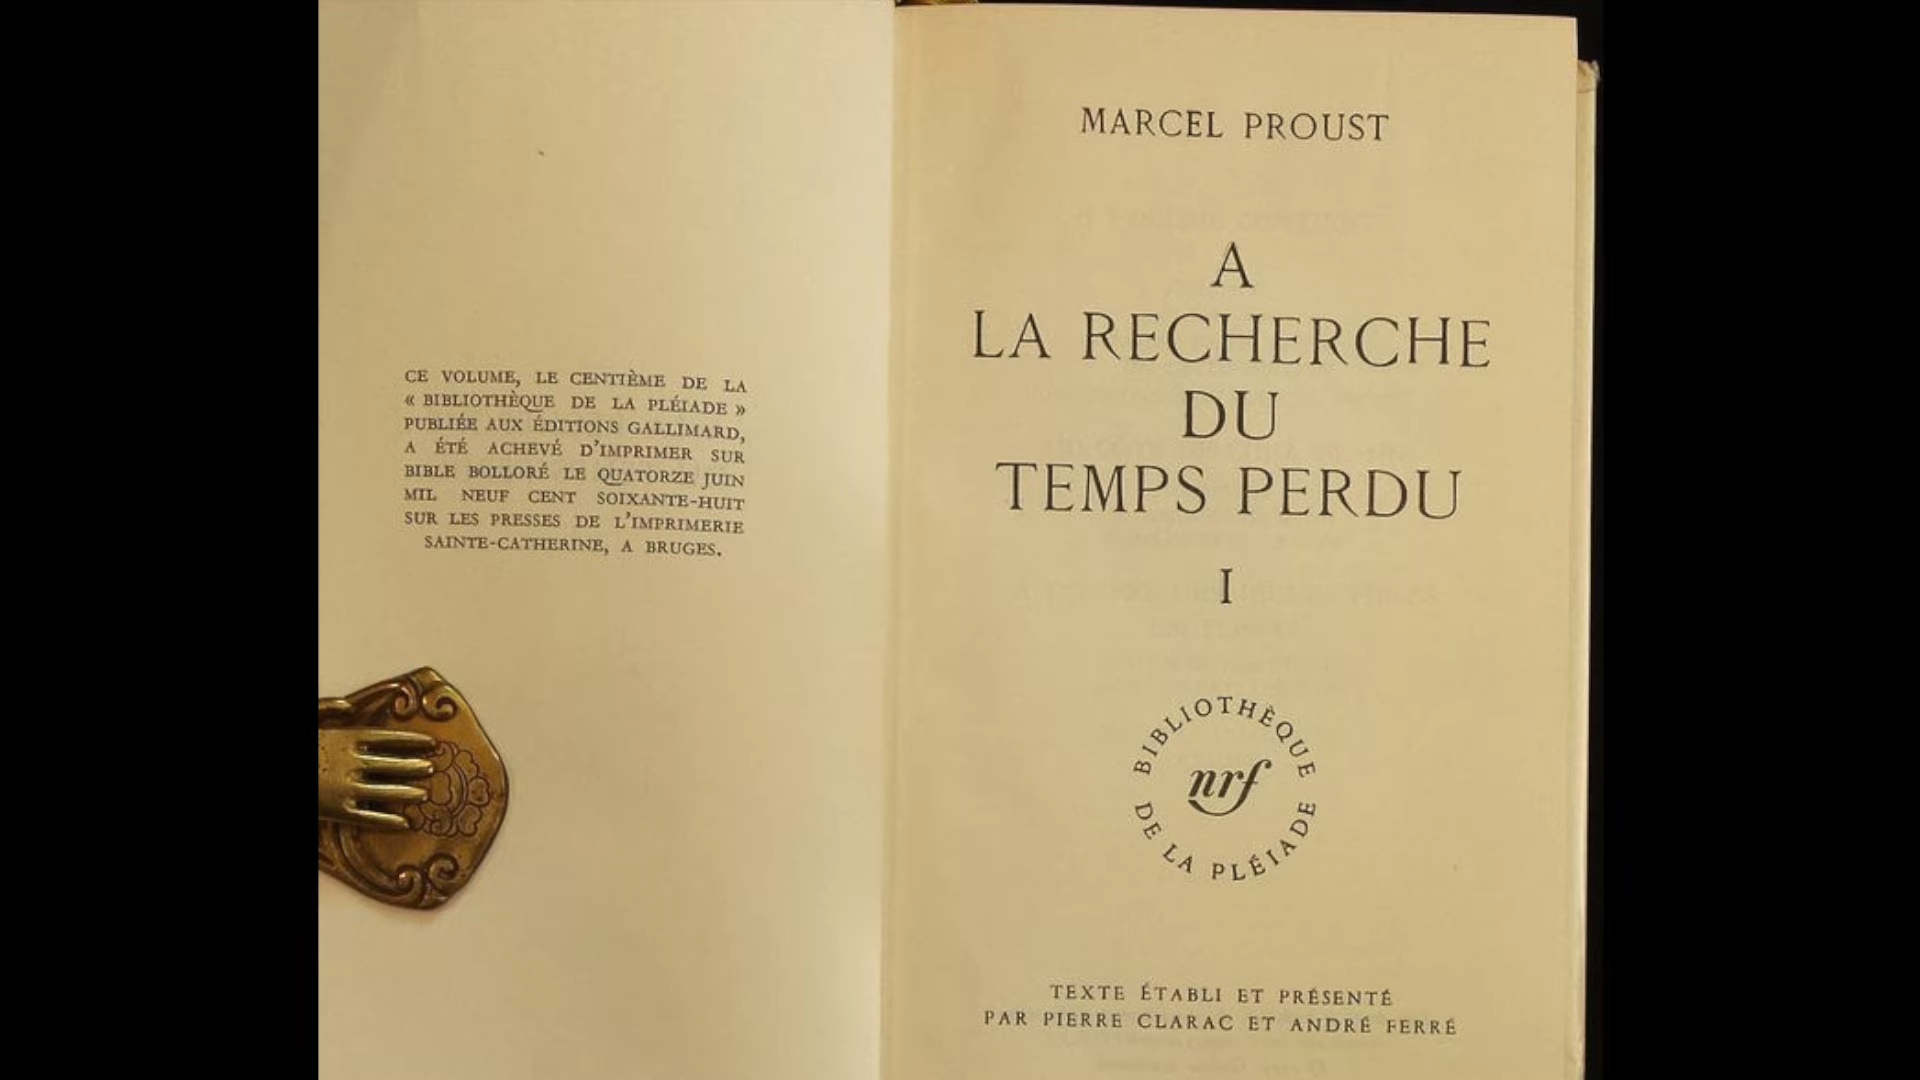 CE VOLUME, LE CENTIÈME DE LA
« BIBLIOTHÈQUE DE LA PLÉIADE »
PUBLIÉE AUX ÉDITIONS GALLIMARD,
A ÉTÉ ACHEVÉ D'IMPRIMER SUR
BIBLE BOLLORÉ LE QUATORZE JUIN
MIL NEUF CENT SOIXANTE-HUIT
SUR LES PRESSES DE L'IMPRIMERIE
SAINTE-CATHERINE, A BRUGES.
MARCEL PROUST
A
LA RECHERCHE
DU
TEMPS PERDU
I
BIBLIOTHÈQUE
nrf
DE LA PLÉIADE
TEXTE ÉTABLI ET PRÉSENTÉ
PAR PIERRE CLARAC ET ANDRÉ FERRÉ